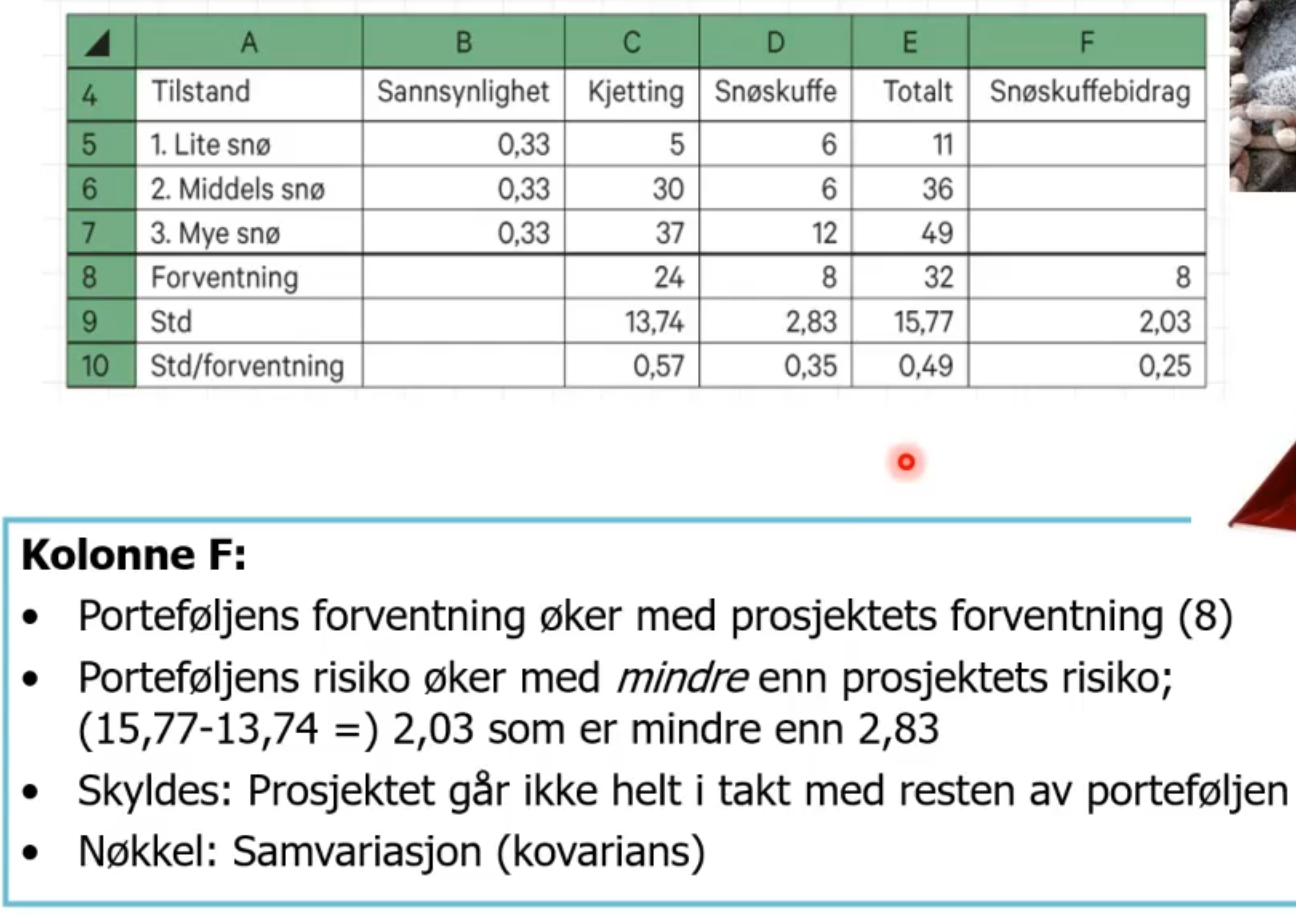 A B C D E F
4 Tilstand Sannsynlighet Kjetting Snøskuffe Totalt Snøskuffebidrag
5 1. Lite snø 0,33 5 6 11
6 2. Middels snø 0,33 30 6 36
7 3. Mye snø 0,33 37 12 49
8 Forventning 24 8 32 8
9 Std 13,74 2,83 15,77 2,03
10 Std/forventning 0,57 0,35 0,49 0,25
Kolonne F:
• Porteføljens forventning øker med prosjektets forventning (8)
• Porteføljens risiko øker med mindre enn prosjektets risiko;
(15,77-13,74 =) 2,03 som er mindre enn 2,83
• Skyldes: Prosjektet går ikke helt i takt med resten av porteføljen
• Nøkkel: Samvariasjon (kovarians)